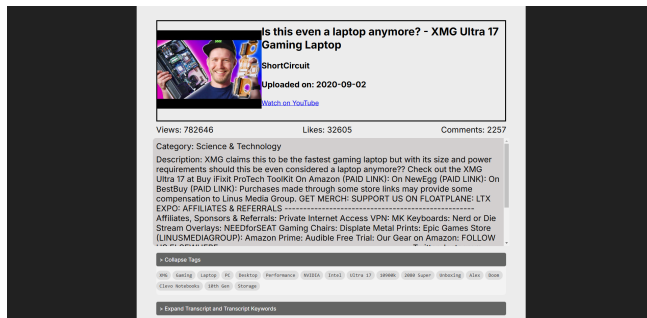 Is this even a laptop anymore? - XMG Ultra 17
Gaming Laptop
ShortCircuit
Uploaded on: 2020-09-02
Watch on YouTube
Views: 782646 Likes: 32605 Comments: 2257
Category: Science & Technology
Description: XMG claims this to be the fastest gaming laptop but with its size and power
requirements should this be even considered a laptop anymore?? Check out the XMG
Ultra 17 at Buy iFixit ProTech ToolKit On Amazon (PAID LINK): On NewEgg (PAID LINK): On
BestBuy (PAID LINK): Purchases made through some store links may provide some
compensation to Linus Media Group. GET MERCH: SUPPORT US ON FLOATPLANE: LTX
EXPO: AFFILIATES & REFERRALS --------------------------------------------------
Affiliates, Sponsors & Referrals: Private Internet Access VPN: MK Keyboards: Nerd or Die
Stream Overlays: NEEDforSEAT Gaming Chairs: Displate Metal Prints: Epic Games Store
(LINUSMEDIAGROUP): Amazon Prime: Audible Free Trial: Our Gear on Amazon: FOLLOW
> Collapse Tags
XMG Gaming Laptop PC Desktop Performance NVIDIA Intel Ultra 17 10900k 2080 Super Unboxing Alex Domm
Clevo Notebooks 10th Gen Storage
> Expand Transcript and Transcript Keywords